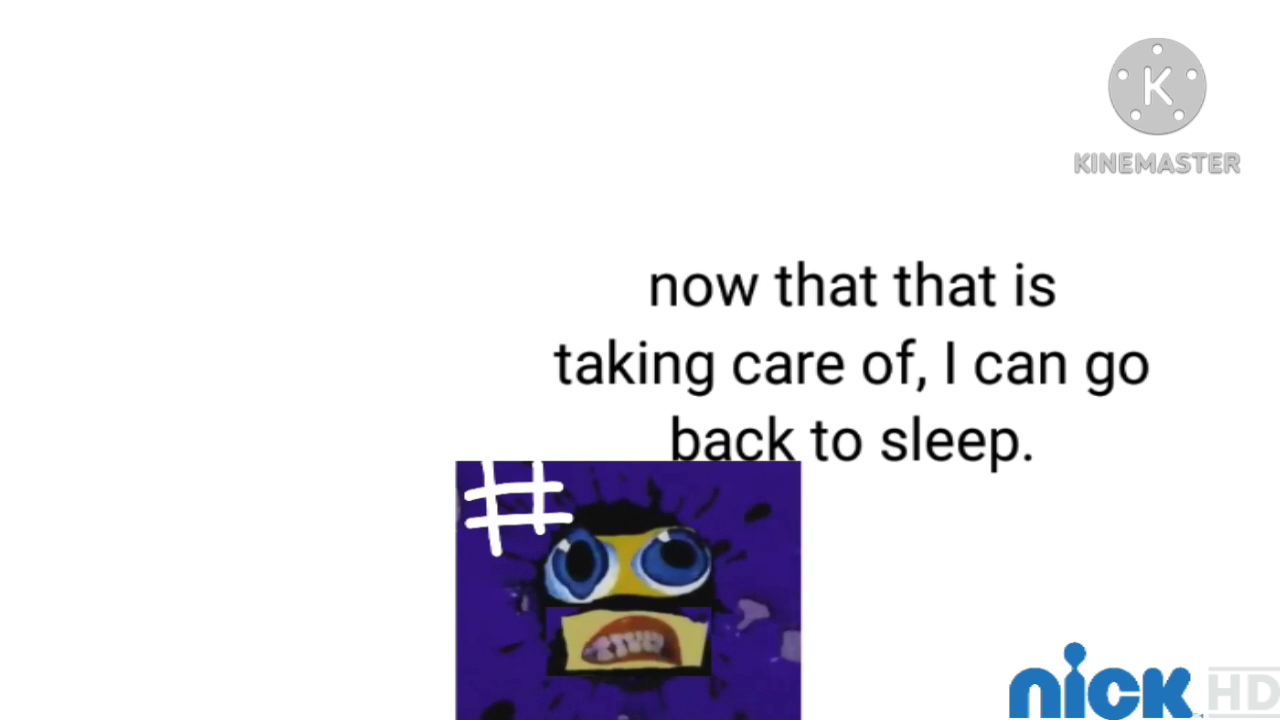 K
KINEMASTER
now that that is
taking care of, I can go
back to sleep.
#
nick HD